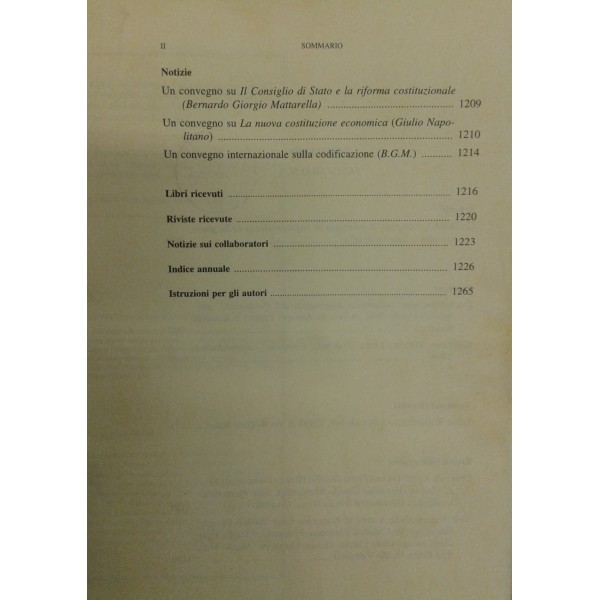 II SOMMARIO
Notizie
Un convegno su Il Consiglio di Stato e la riforma costituzionale
(Bernardo Giorgio Mattarella) ........................................ 1209
Un convegno su La nuova costituzione economica (Giulio Napo-
litano) ........................................ 1210
Un convegno internazionale sulla codificazione (B.G.M.) ........... 1214
Libri ricevuti ........................................ 1216
Riviste ricevute ........................................ 1220
Notizie sui collaboratori ........................................ 1223
Indice annuale ........................................ 1226
Istruzioni per gli autori ........................................ 1265